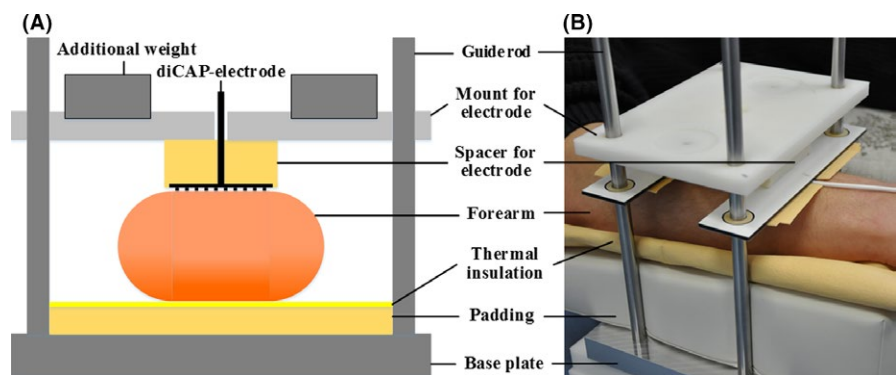 (A)
Additional weight
diCAP-electrode
Guiderod
Mount for
electrode
Spacer for
electrode
Forearm
Thermal
insulation
Padding
Base plate
(B)